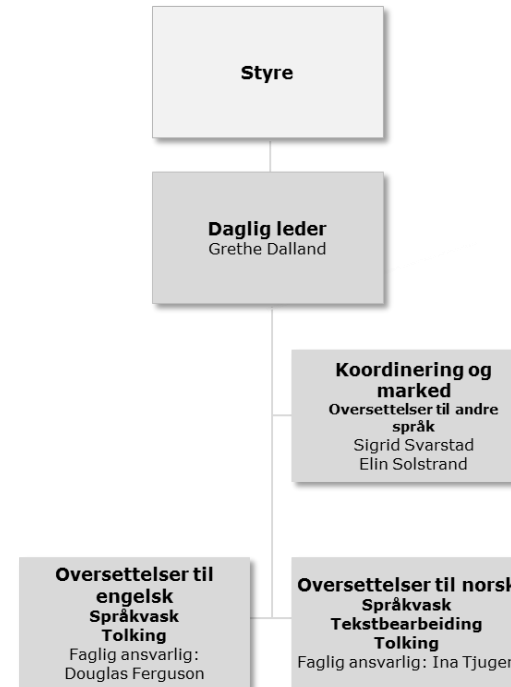 Styre
Daglig leder
Grethe Dalland
Koordinering og
marked
Oversettelser til andre
språk
Sigrid Svarstad
Elin Solstrand
Oversettelser til
engelsk
Språkvask
Tolking
Faglig ansvarlig:
Douglas Ferguson
Oversettelser til norsk
Språkvask
Tekstbearbeiding
Tolking
Faglig ansvarlig: Ina